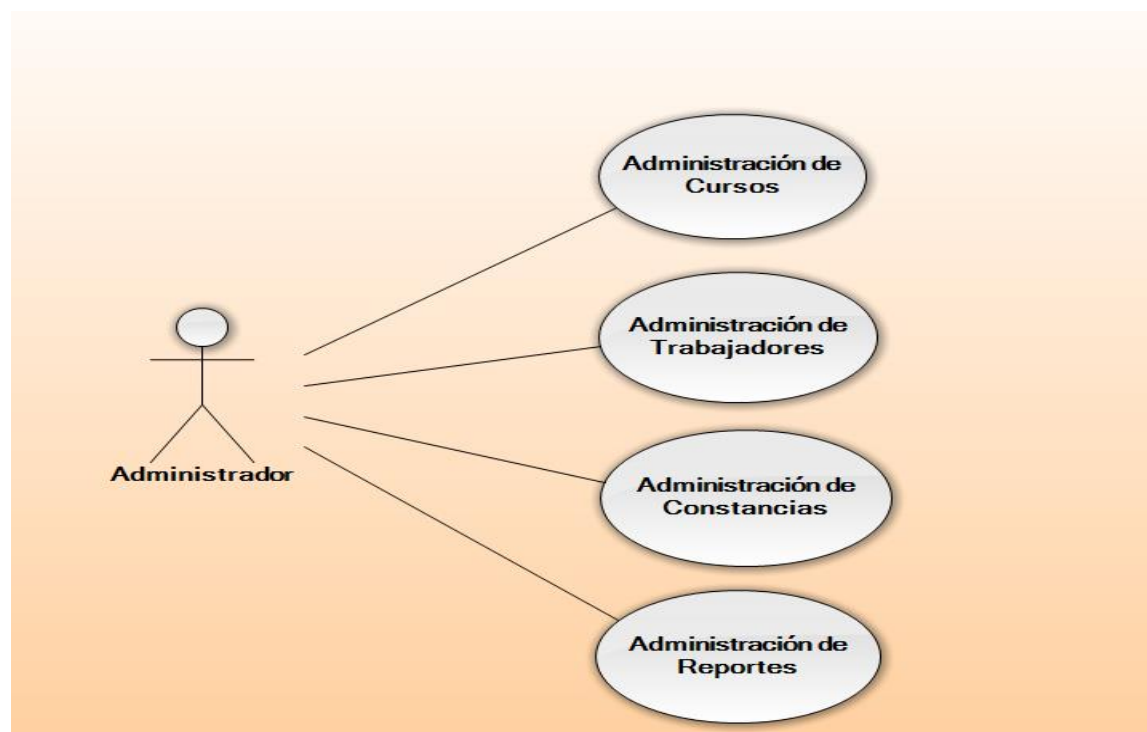 Administración de
Cursos
Administración de
Trabajadores
Administrador
Administración de
Constancias
Administración de
Reportes